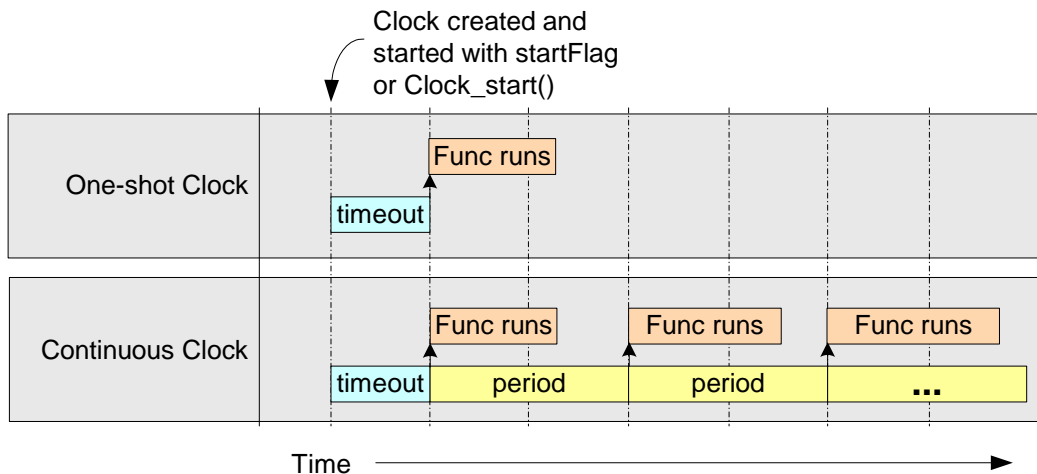 Clock created and
started with startFlag
or Clock_start()
One-shot Clock
Func runs
timeout
Continuous Clock
Func runs
Func runs
Func runs
timeout
period
period
...
Time